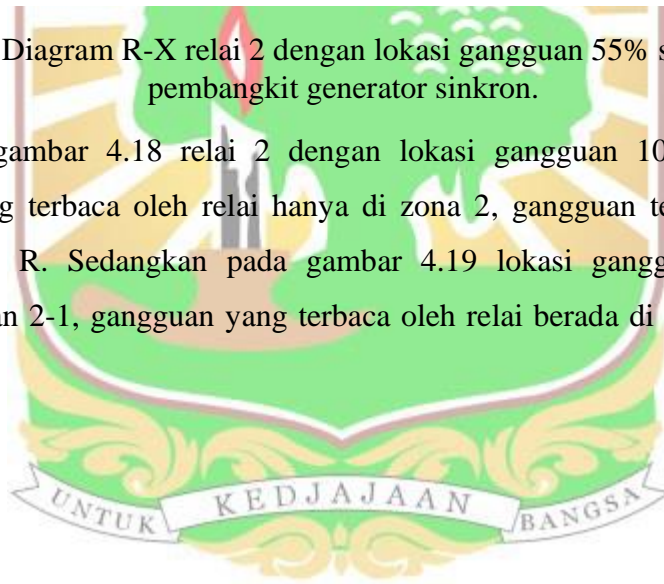 Diagram R-X relai 2 dengan lokasi gangguan 55%
pembangkit generator sinkron.
gambar 4.18 relai 2 dengan lokasi gangguan 10
terbaca oleh relai hanya di zona 2, gangguan
R. Sedangkan pada gambar 4.19 lokasi
2-1, gangguan yang terbaca oleh relai berada di
UNTUK KEDJAJAAN BANGSA